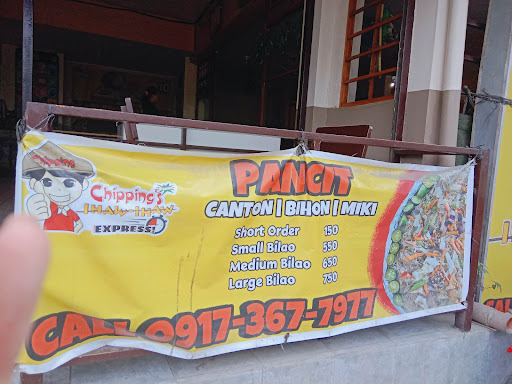 Chipping's
Chipping's
IHAW-IHAW
EXPRESS!
PANCIT
CANTON | BIHON | MIKI
Short Order 150
Small Bilao 550
Medium Bilao 650
Large Bilao 750
CALL 0917-367-7977